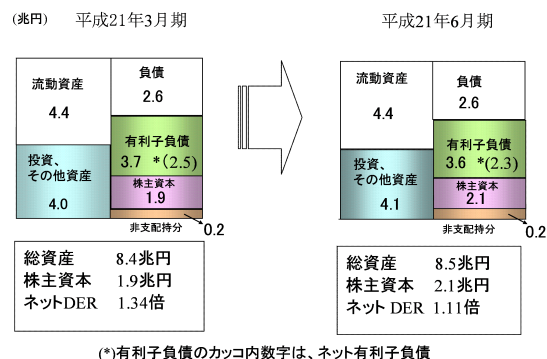 (兆円)
平成21年3月期
平成21年6月期
流動資産
4.4
負債
2.6
有利子負債
3.7 *(2.5)
投資、
その他資産
4.0
株主資本
1.9
非支配持分
0.2
流動資産
4.4
負債
2.6
有利子負債
3.6 *(2.3)
投資、
その他資産
4.1
株主資本
2.1
非支配持分
0.2
総資産 8.4兆円
株主資本 1.9兆円
ネットDER 1.34倍
総資産 8.5兆円
株主資本 2.1兆円
ネット DER 1.11倍
(*)有利子負債のカッコ内数字は、ネット有利子負債